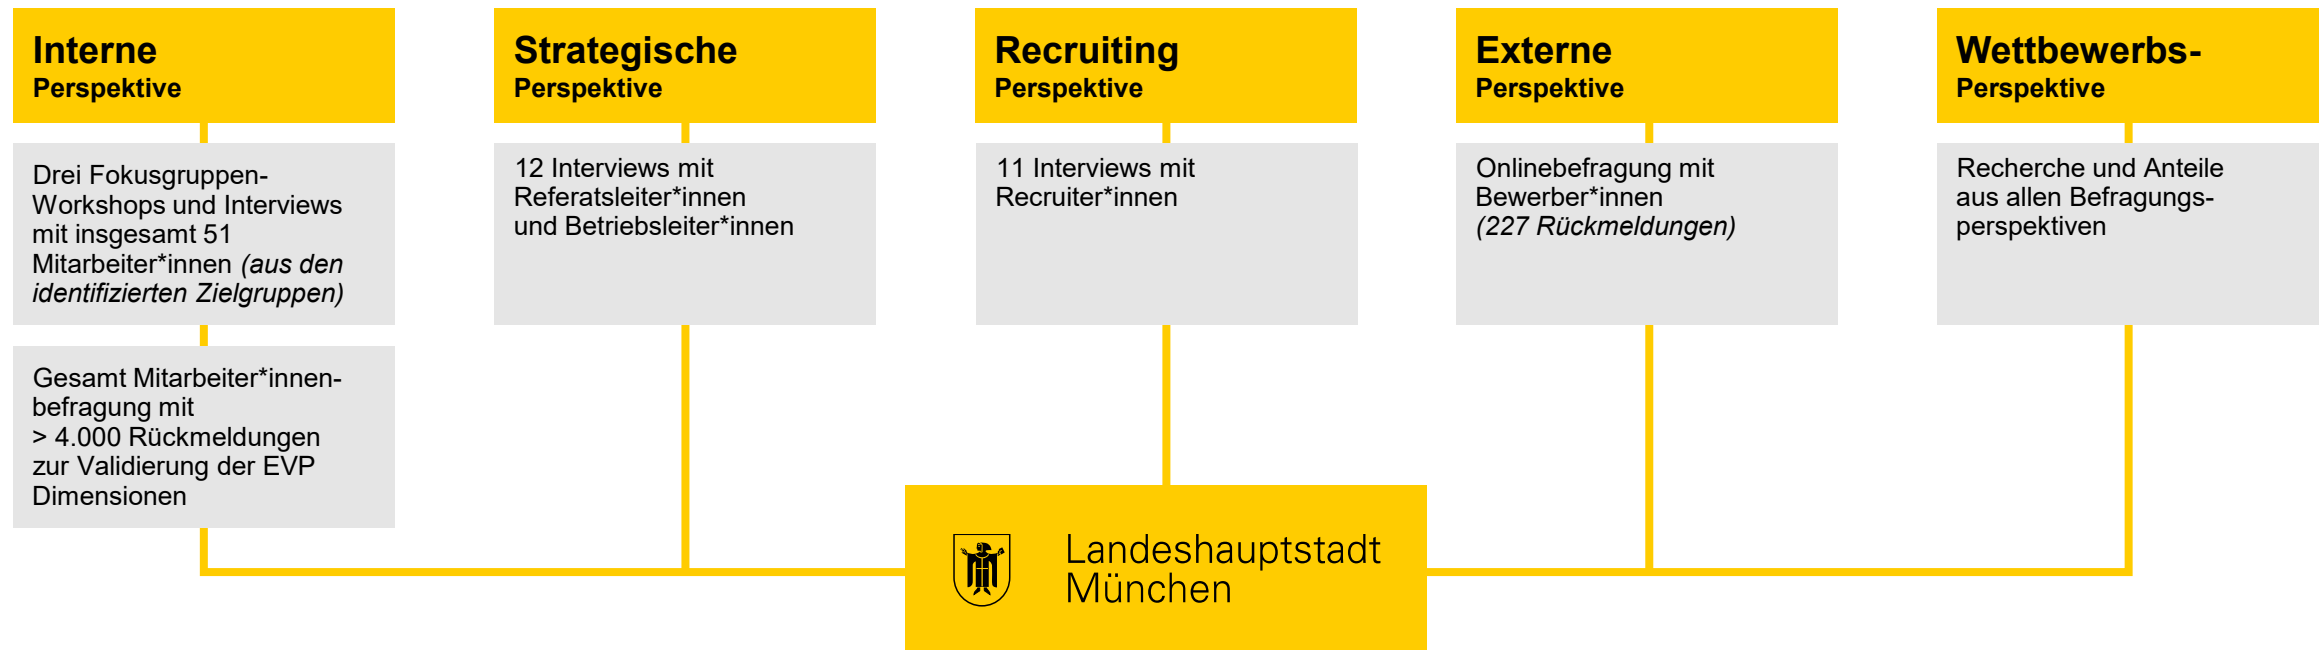 Interne
Perspektive
Drei Fokusgruppen-
Workshops und Interviews
mit insgesamt 51
Mitarbeiter*innen (aus den
identifizierten Zielgruppen)
Gesamt Mitarbeiter*innen-
befragung mit
> 4.000 Rückmeldungen
zur Validierung der EVP
Dimensionen
Strategische
Perspektive
12 Interviews mit
Referatsleiter*innen
und Betriebsleiter*innen
Recruiting
Perspektive
11 Interviews mit
Recruiter*innen
Externe
Perspektive
Onlinebefragung mit
Bewerber*innen
(227 Rückmeldungen)
Wettbewerbs-
Perspektive
Recherche und Anteile
aus allen Befragungs-
perspektiven
Landeshauptstadt
München